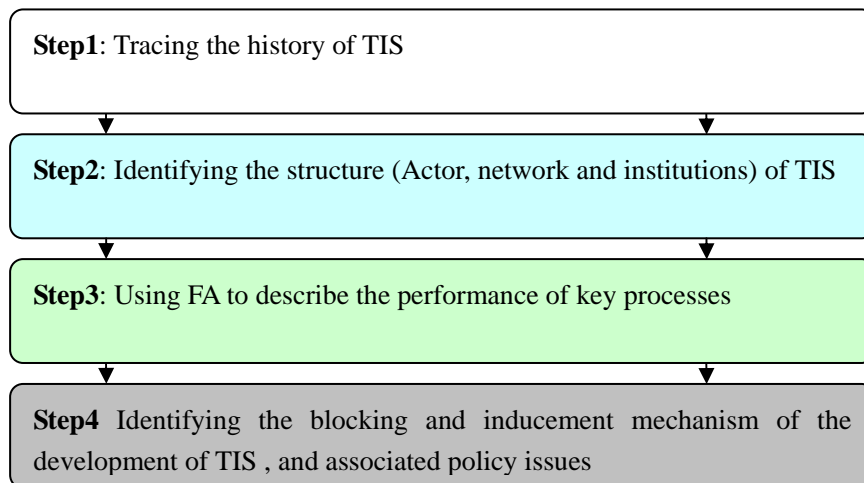 Step1: Tracing the history of TIS
Step2: Identifying the structure (Actor, network and institutions) of TIS
Step3: Using FA to describe the performance of key processes
Step4 Identifying the blocking and inducement mechanism of the
development of TIS , and associated policy issues